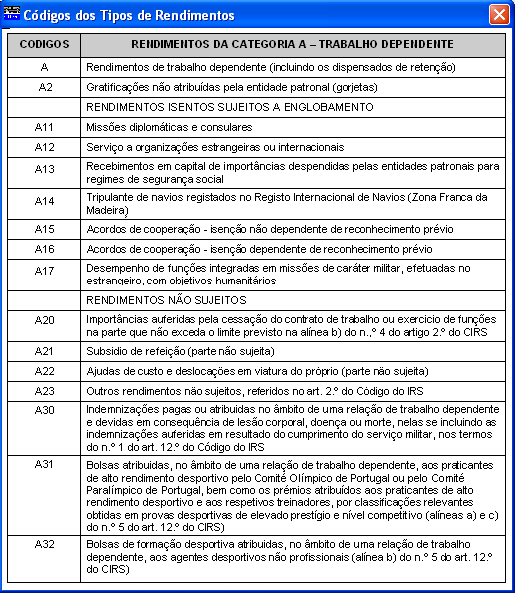 Códigos dos Tipos de Rendimentos
CODIGOS RENDIMENTOS DA CATEGORIA A – TRABALHO DEPENDENTE
A Rendimentos de trabalho dependente (incluindo os dispensados de retenção)
A2 Gratificações não atribuídas pela entidade patronal (gorjetas)
RENDIMENTOS ISENTOS SUJEITOS A ENGLOBAMENTO
A11 Missões diplomáticas e consulares
A12 Serviço a organizações estrangeiras ou internacionais
A13 Recebimentos em capital de importâncias despendidas pelas entidades patronais para
regimes de segurança social
A14 Tripulante de navios registados no Registo Internacional de Navios (Zona Franca da
Madeira)
A15 Acordos de cooperação - isenção não dependente de reconhecimento prévio
A16 Acordos de cooperação - isenção dependente de reconhecimento prévio
A17 Desempenho de funções integradas em missões de caráter militar, efetuadas no
estrangeiro, com objetivos humanitários
RENDIMENTOS NÃO SUJEITOS
A20 Importâncias auferidas pela cessação do contrato de trabalho ou exercício de funções
na parte que não exceda o limite previsto na alínea b) do n.,º 4 do artigo 2.º do CIRS
A21 Subsidio de refeição (parte não sujeita)
A22 Ajudas de custo e deslocações em viatura do próprio (parte não sujeita)
A23 Outros rendimentos não sujeitos, referidos no art. 2.º do Código do IRS
A30 Indemnizações pagas ou atribuidas no âmbito de uma relação de trabalho dependente
e devidas em consequência de lesão corporal, doença ou morte, nelas se incluindo as
indemnizações auferidas em resultado do cumprimento do serviço militar, nos termos
do n.º 1 do art. 12.º do Código do IRS
A31 Bolsas atribuidas, no âmbito de uma relação de trabalho dependente, aos praticantes
de alto rendimento desportivo pelo Comité Olímpico de Portugal ou pelo Comité
Paralímpico de Portugal, bem como os prémios atribuídos aos praticantes de alto
rendimento desportivo e aos respetivos treinadores, por classificações relevantes
obtidas em provas desportivas de elevado prestígio e nível competitivo (alíneas a) e c)
do n.º 5 do art. 12.º do CIRS)
A32 Bolsas de formação desportiva atribuidas, no âmbito de uma relação de trabalho
dependente, aos agentes desportivos não profissionais (alínea b) do n.º 5 do art. 12.º
do CIRS)